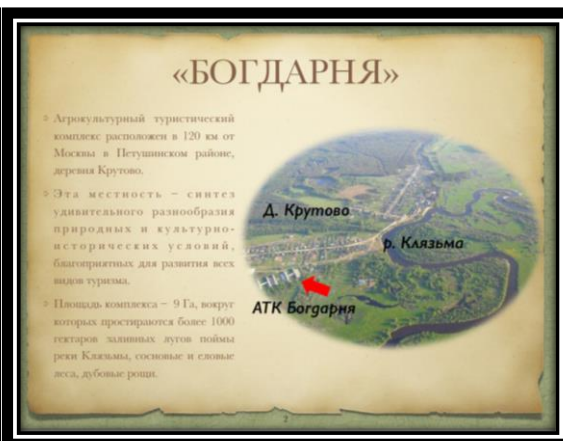 «БОГДАРНЯ»
Агрокультурный туристический
комплекс расположен в 120 км от
Москвы в Петушинском районе,
деревня Крутово.
Эта местность – синтез
удивительного разнообразия
природных и культурно-
исторических условий,
благоприятных для развития всех
видов туризма.
Площадь комплекса – 9 Га, вокруг
которых простираются более 1000
гектаров заливных лугов поймы
реки Клязьмы, сосновые и еловые
леса, дубовые рощи.
Д. Крутово
р. Клязьма
АТК Богдарня
2